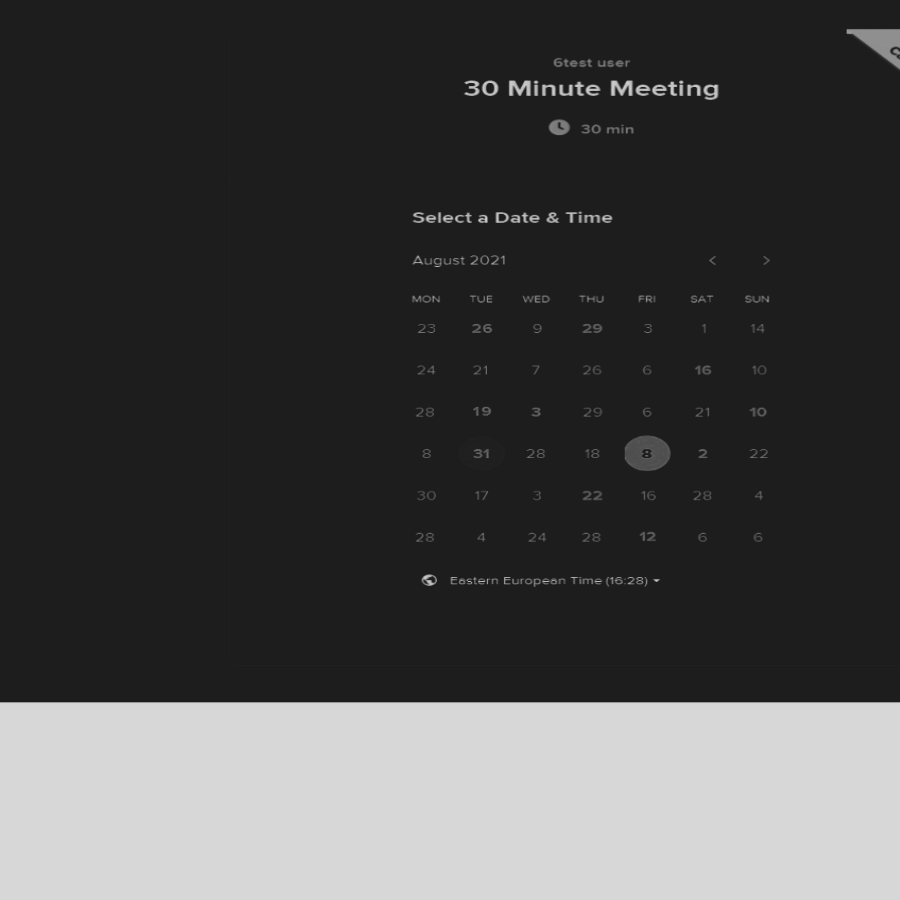 6test user
30 Minute Meeting
30 min
Select a Date & Time
August 2021 < >
MON TUE WED THU FRI SAT SUN
23 26 9 29 3 1 14
24 21 7 26 6 16 10
28 19 3 29 6 21 10
8 31 28 18 8 2 22
30 17 3 22 16 28 4
28 4 24 28 12 6 6
Eastern European Time (16:28)